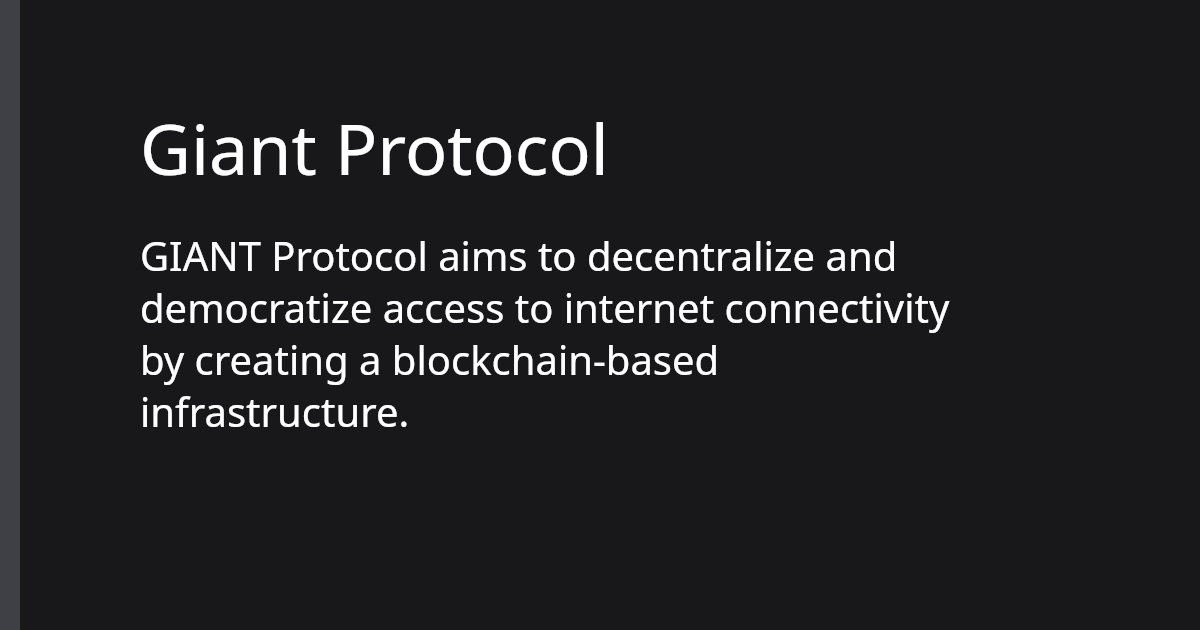 Giant Protocol
GIANT Protocol aims to decentralize and
democratize access to internet connectivity
by creating a blockchain-based
infrastructure.